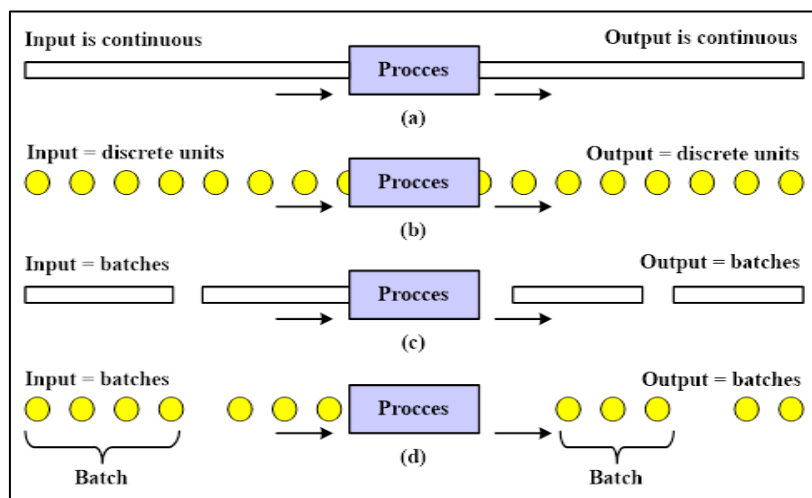 Input is continuous
Output is continuous
Procces
(a)
Input = discrete units
Output = discrete units
Procces
(b)
Input = batches
Output = batches
Procces
(c)
Input = batches
Output = batches
Procces
(d)
Batch
Batch